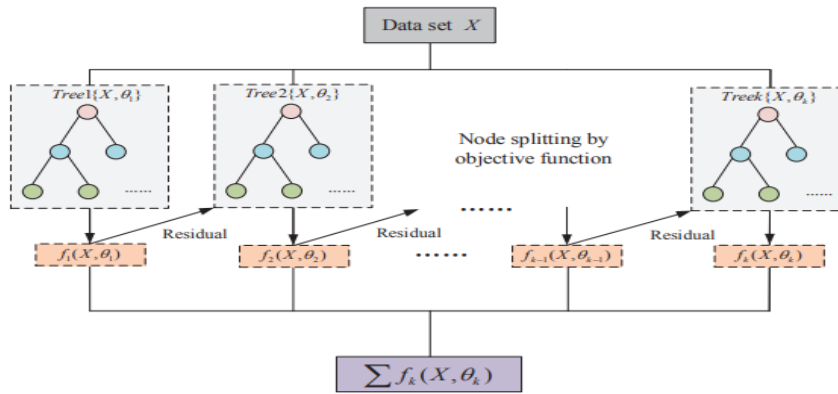 Data set X
Tree1{X,θ₁}
Tree2{X,θ₂}
Treek{X,θₖ}
Node splitting by
objective function
......
......
......
......
Residual
Residual
Residual
f₁(X,θ₁)
f₂(X,θ₂)
......
fₖ₋₁(X,θₖ₋₁)
fₖ(X,θₖ)
∑ fₖ(X,θₖ)